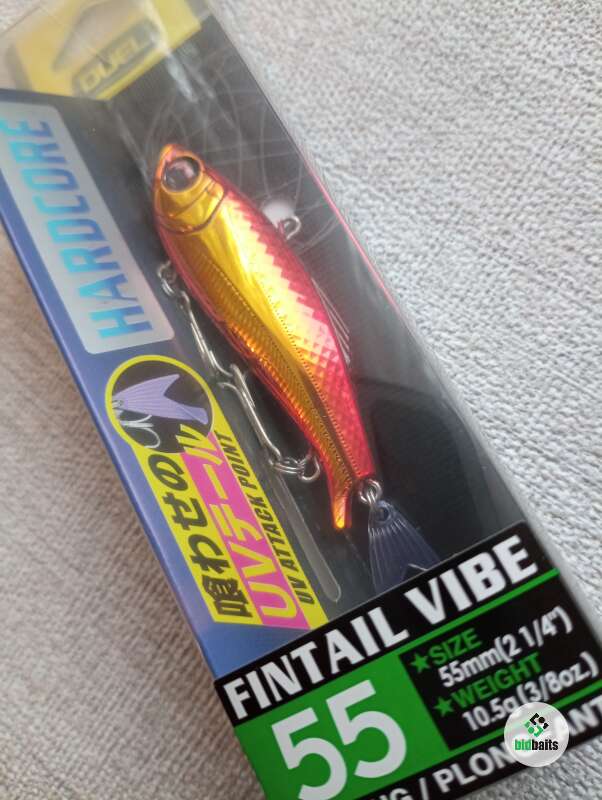 DUEL
HARDCORE
喰わせの
UVテール
UV ATTACK POINT
FINTAIL VIBE
55
★SIZE
55mm(2 1/4")
★WEIGHT
10.5g(3/8oz.)
bidbaits